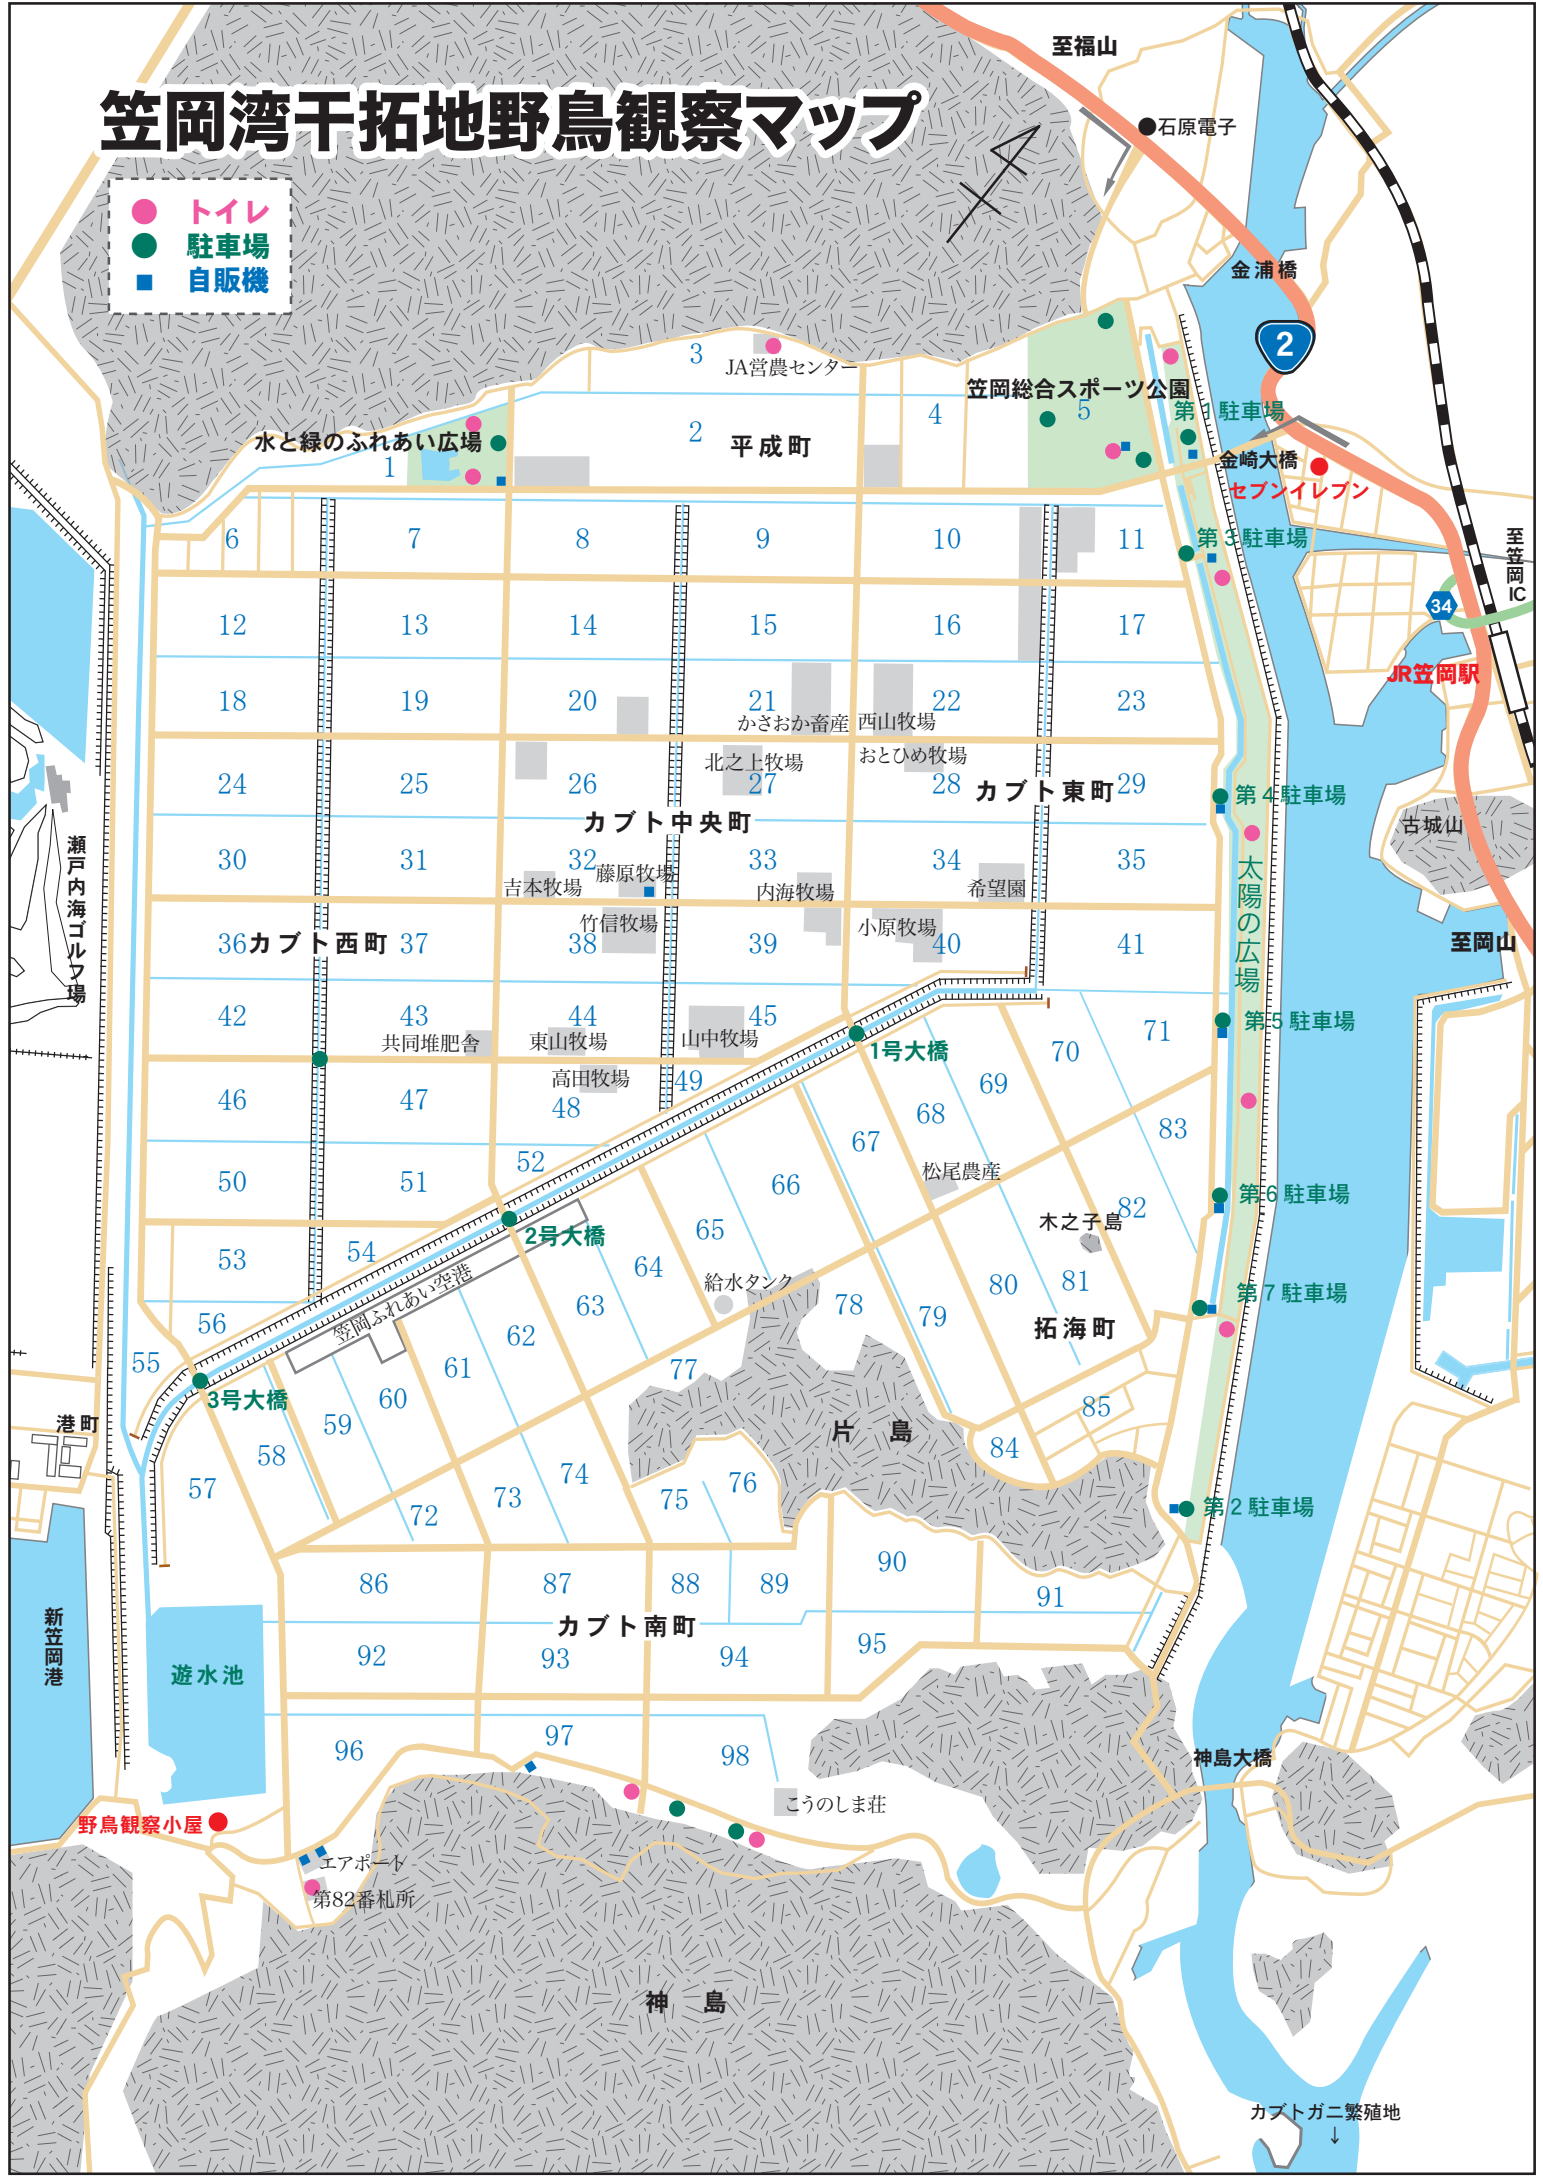 笠岡湾干拓地野鳥観察マップ
トイレ
駐車場
自販機
至福山
石原電子
金浦橋
2
3
JA営農センター
笠岡総合スポーツ公園
4
5
第1駐車場
2
平成町
水と緑のふれあい広場
1
金崎大橋
セブンイレブン
至笠岡IC
34
JR笠岡駅
6
7
8
9
10
11
第3駐車場
12
13
14
15
16
17
18
19
20
21
22
23
かさおか畜産
西山牧場
北之上牧場
おとひめ牧場
24
25
26
27
28
カブト東町
29
第4駐車場
カブト中央町
古城山
瀬戸内海ゴルフ場
30
31
32
33
34
35
吉本牧場
藤原牧場
内海牧場
希望園
太陽の広場
竹信牧場
小原牧場
36
カブト西町
37
38
39
40
41
至岡山
42
43
44
45
共同堆肥舎
東山牧場
山中牧場
1号大橋
第5駐車場
高田牧場
46
47
48
49
70
71
69
68
67
83
50
51
52
66
松尾農産
82
第6駐車場
木之子島
53
54
2号大橋
65
64
給水タンク
笠岡ふれあい空港
63
62
80
81
78
79
第7駐車場
拓海町
56
55
3号大橋
61
60
59
58
57
77
片島
85
84
港町
72
73
74
75
76
第2駐車場
86
87
88
89
90
91
カブト南町
新笠岡港
遊水池
92
93
94
95
96
97
98
神島大橋
こうのしま荘
野鳥観察小屋
エアポート
第82番札所
神島
カブトガニ繁殖地
↓